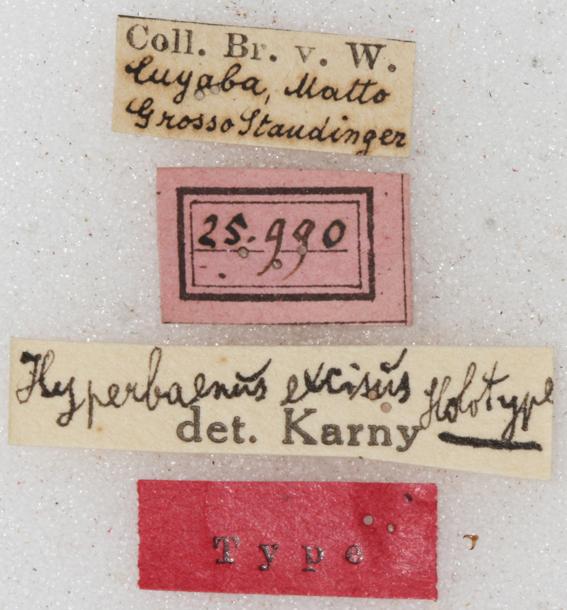 Coll. Br. v. W.
Cuyaba, Matto
Grosso Staudinger
25.990
Hyperbaenus excisus Holotype
det. Karny
Type